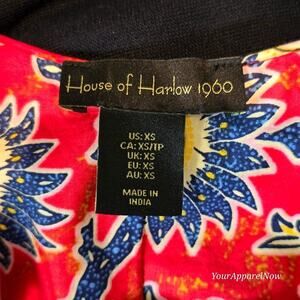 House of Harlow 1960
US: XS
CA: XS/TP
UK: XS
EU: XS
AU: XS
MADE IN
INDIA
YourApparelNow